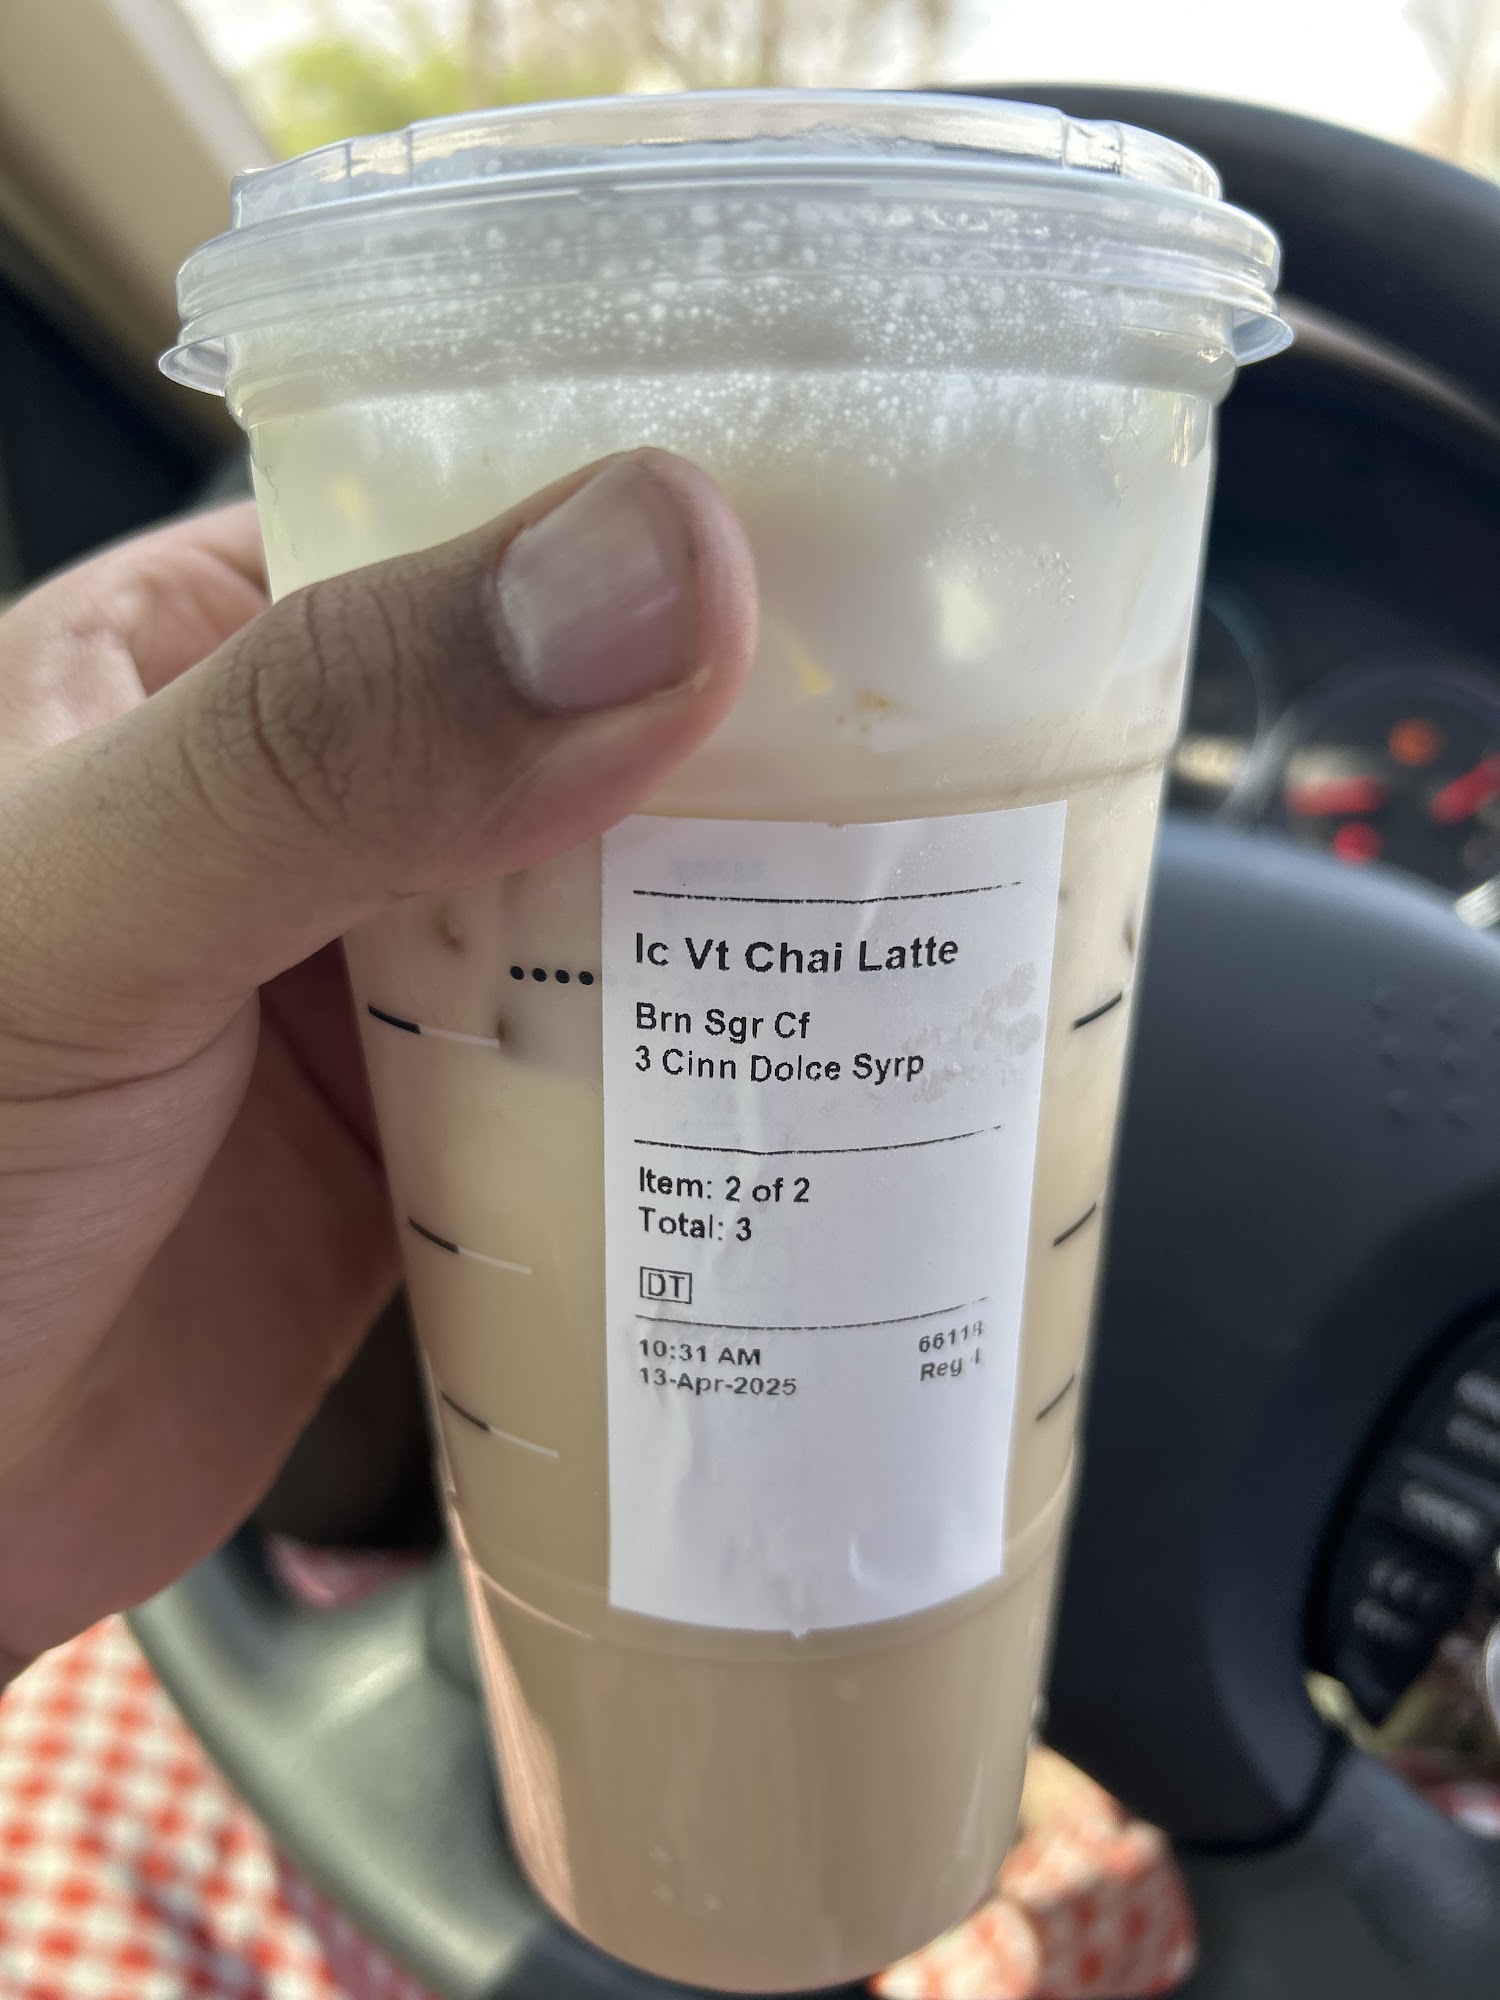 Ic Vt Chai Latte
Brn Sgr Cf
3 Cinn Dolce Syrp
Item: 2 of 2
Total: 3
DT
10:31 AM
13-Apr-2025
Reg